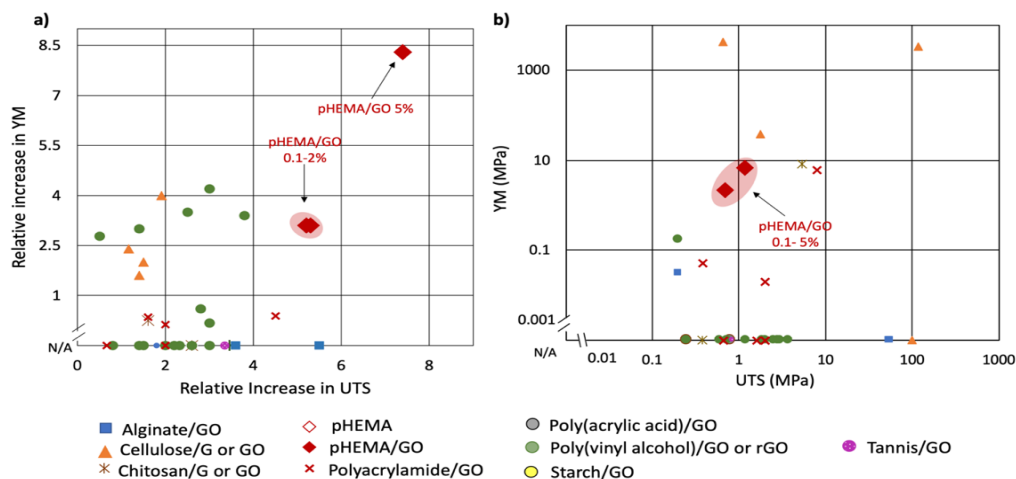 a)
Relative increase in YM
8.5
7
5.5
4
2.5
1
N/A
0
2
4
6
8
Relative Increase in UTS
pHEMA/GO 5%
pHEMA/GO
0.1-2%
b)
YM (MPa)
1000
10
0.1
0.001
N/A
0.01
0.1
1
10
100
1000
UTS (MPa)
pHEMA/GO
0.1- 5%
Alginate/GO
Cellulose/G or GO
Chitosan/G or GO
pHEMA
pHEMA/GO
Polyacrylamide/GO
Poly(acrylic acid)/GO
Poly(vinyl alcohol)/GO or rGO
Starch/GO
Tannis/GO